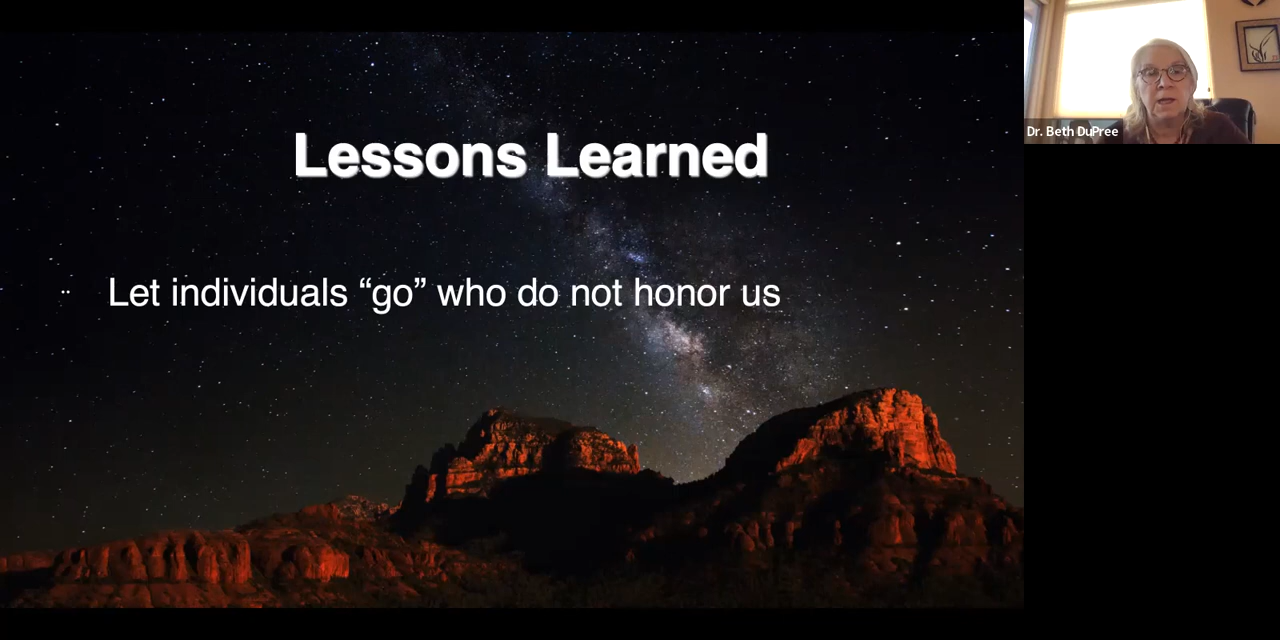 Lessons Learned
Let individuals “go” who do not honor us
Dr. Beth DuPree